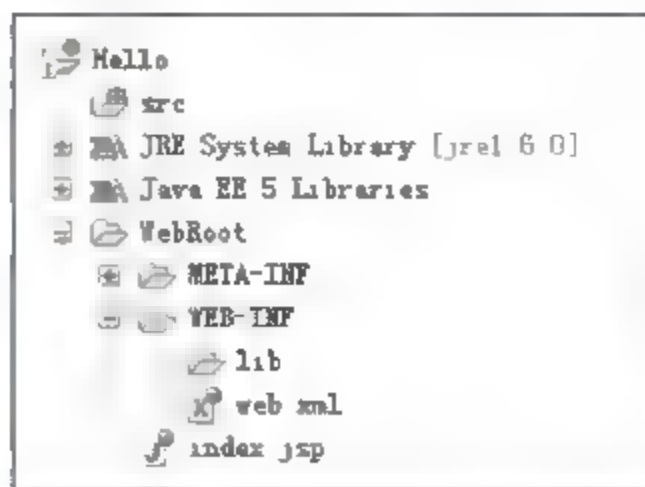 Hello
src
JRE System Library [jre1 6 0]
Java EE 5 Libraries
WebRoot
META-INF
WEB-INF
lib
web xml
index jsp